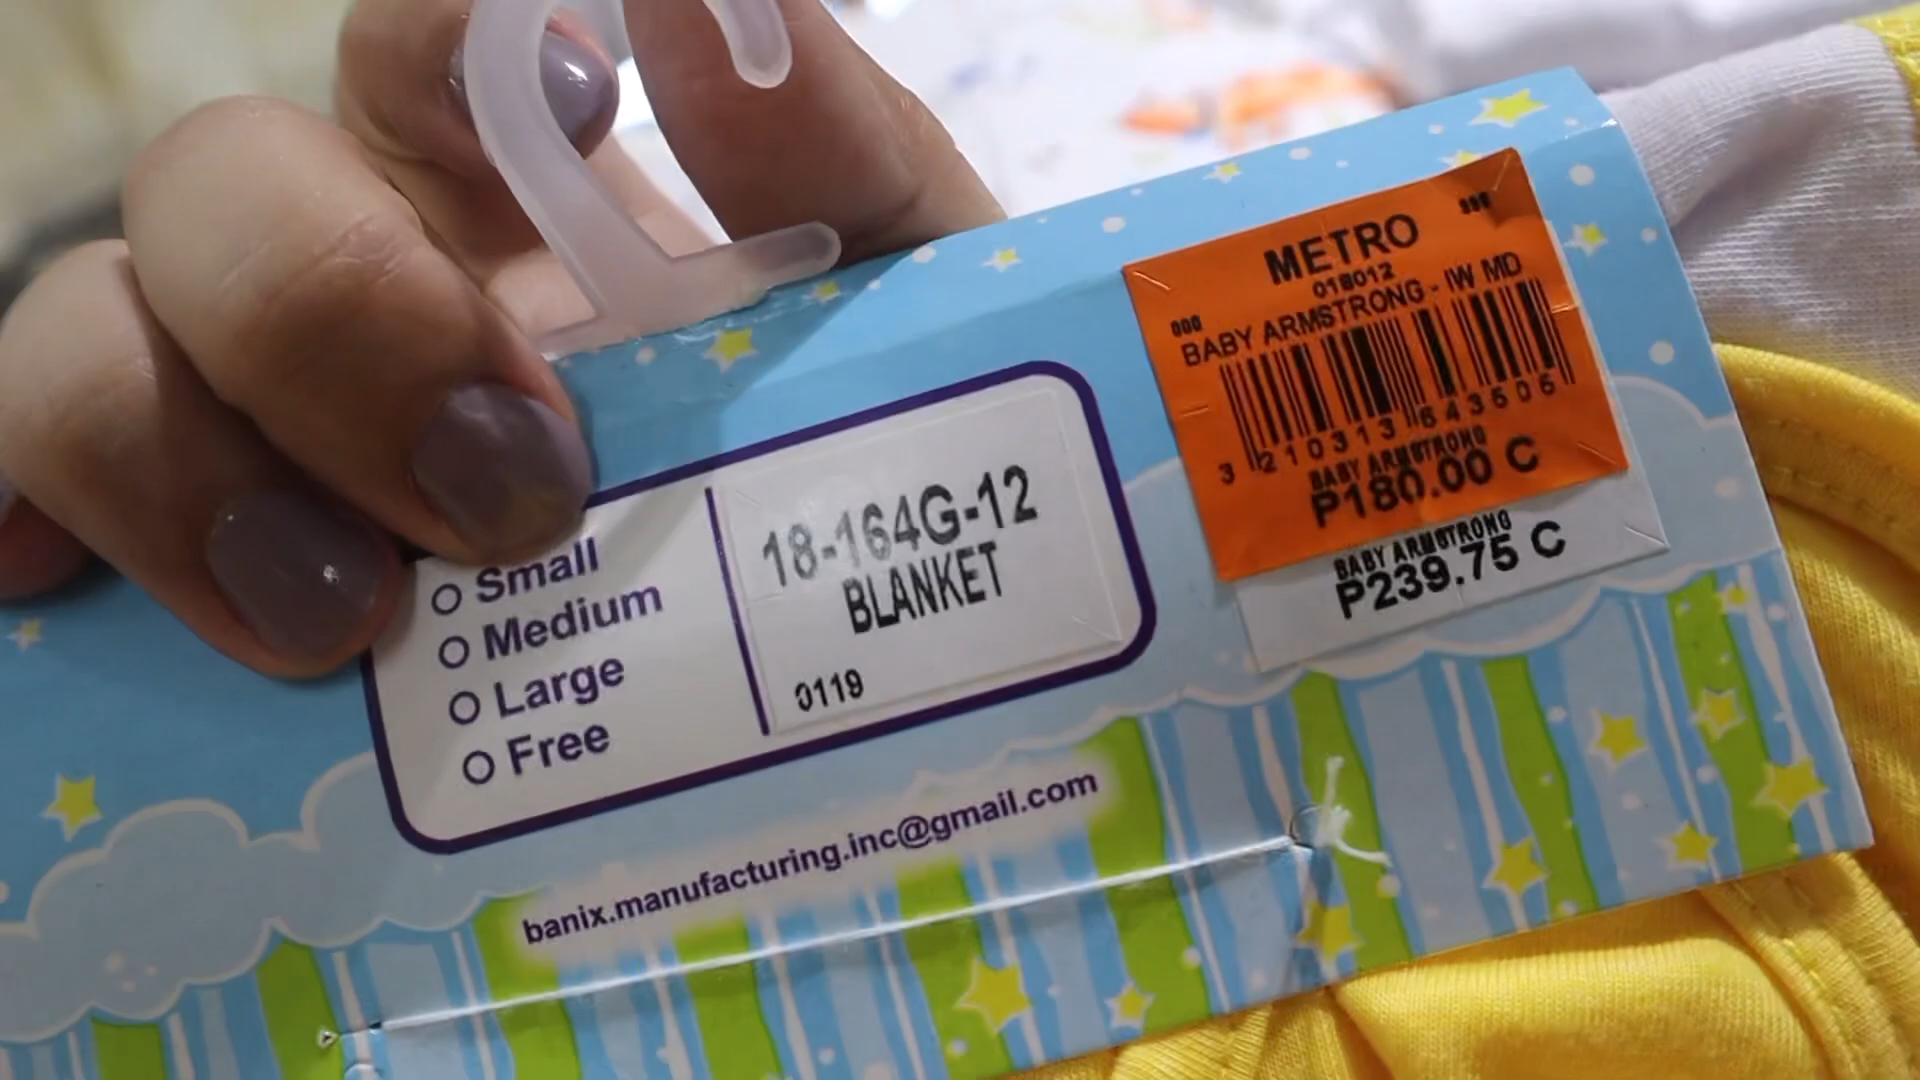 Small
Medium
Large
Free
18-164G-12
BLANKET
0119
banix.manufacturing.inc@gmail.com
METRO
018012
000
BABY ARMSTRONG - IW MD
3 210313 643506
BABY ARMSTRONG
P180.00 C
BABY ARMSTRONG
P239.75 C